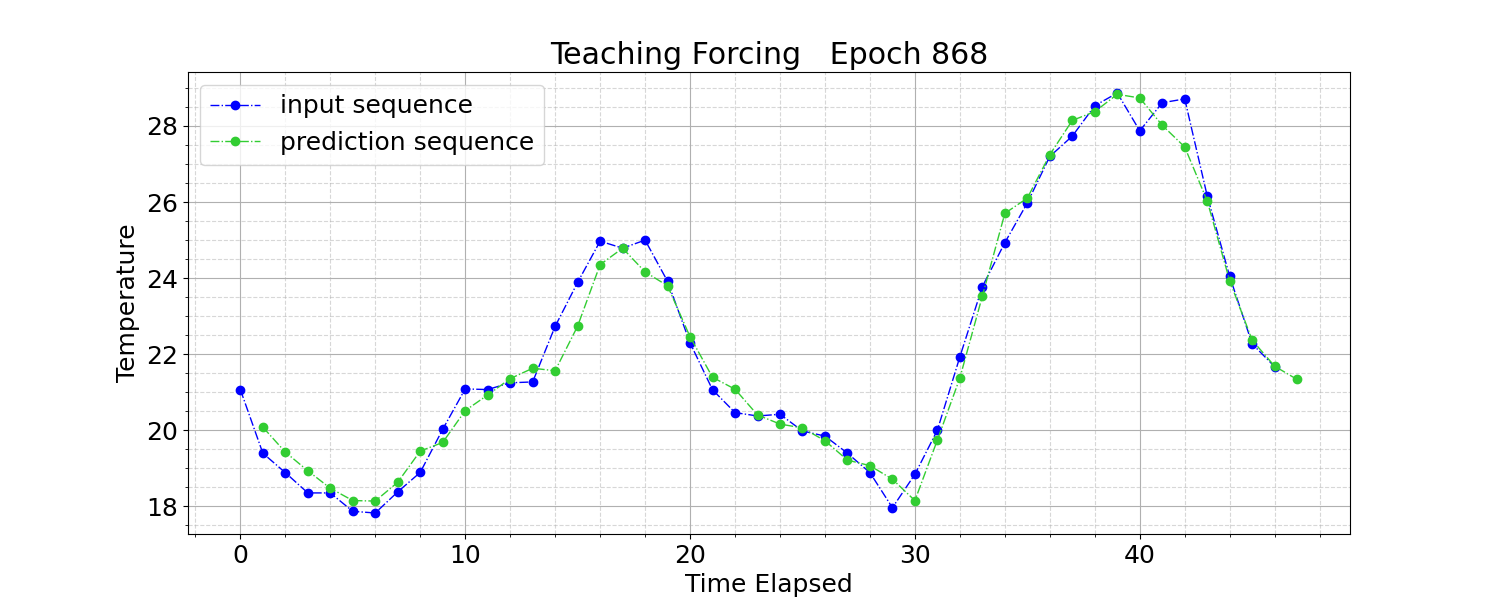 Teaching Forcing   Epoch 868
input sequence
prediction sequence
Temperature
28
26
24
22
20
18
0 10 20 30 40
Time Elapsed